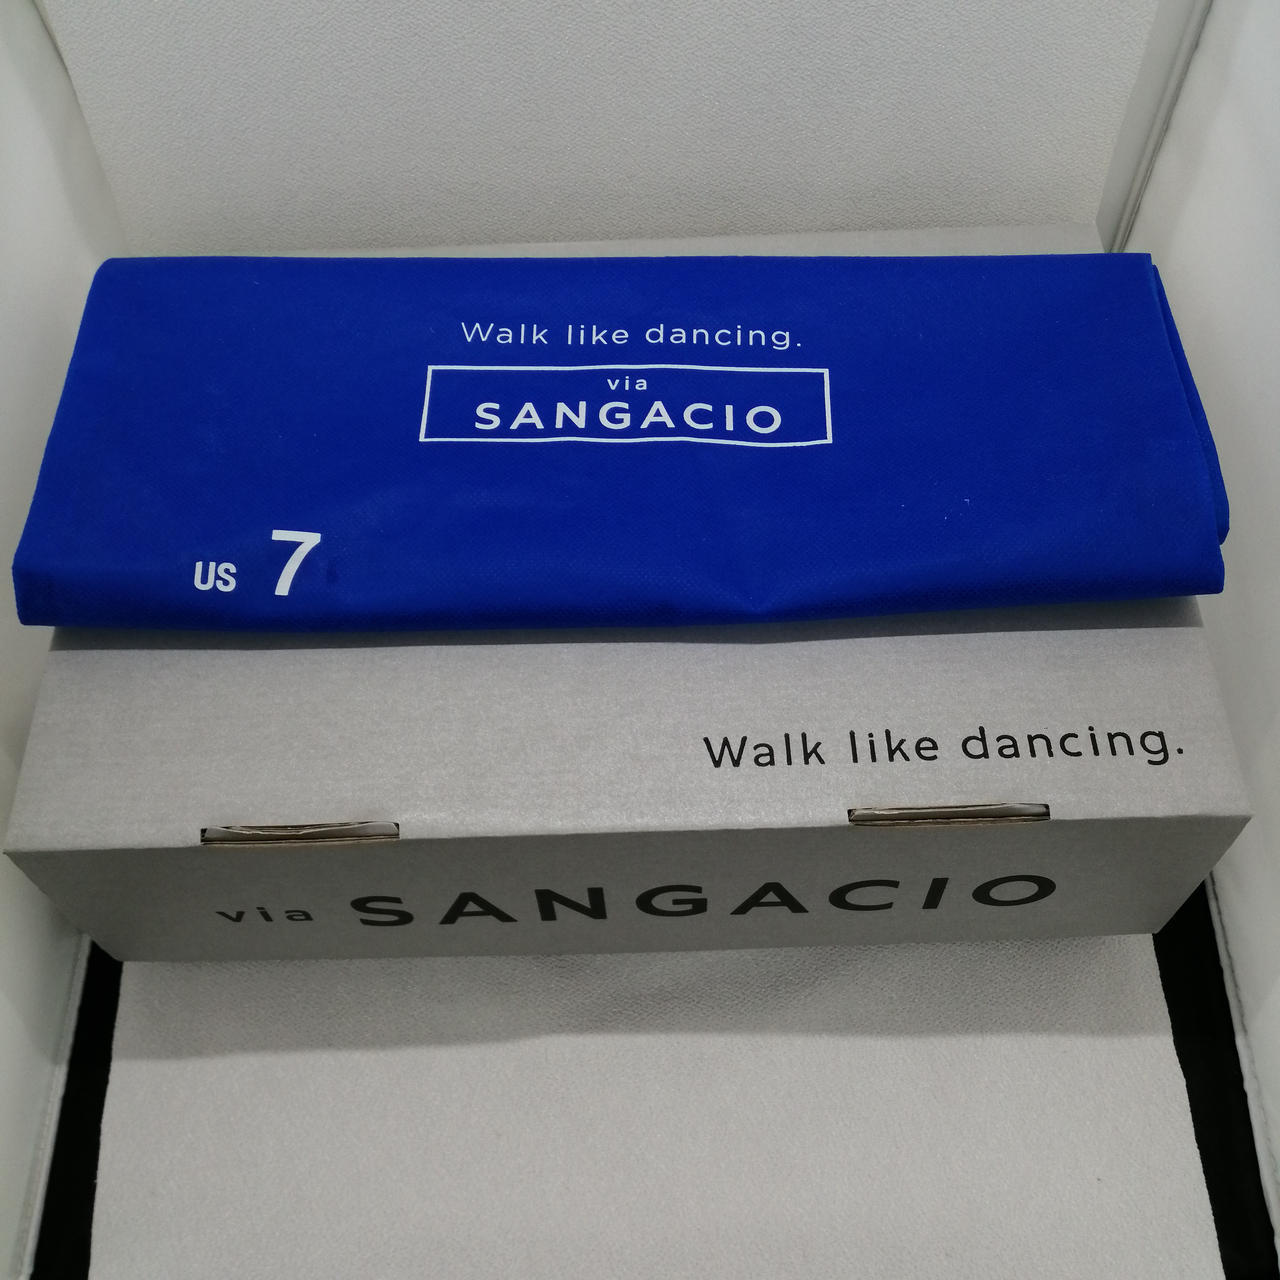 Walk like dancing.
via
SANGACIO
US 7
Walk like dancing.
via SANGACIO